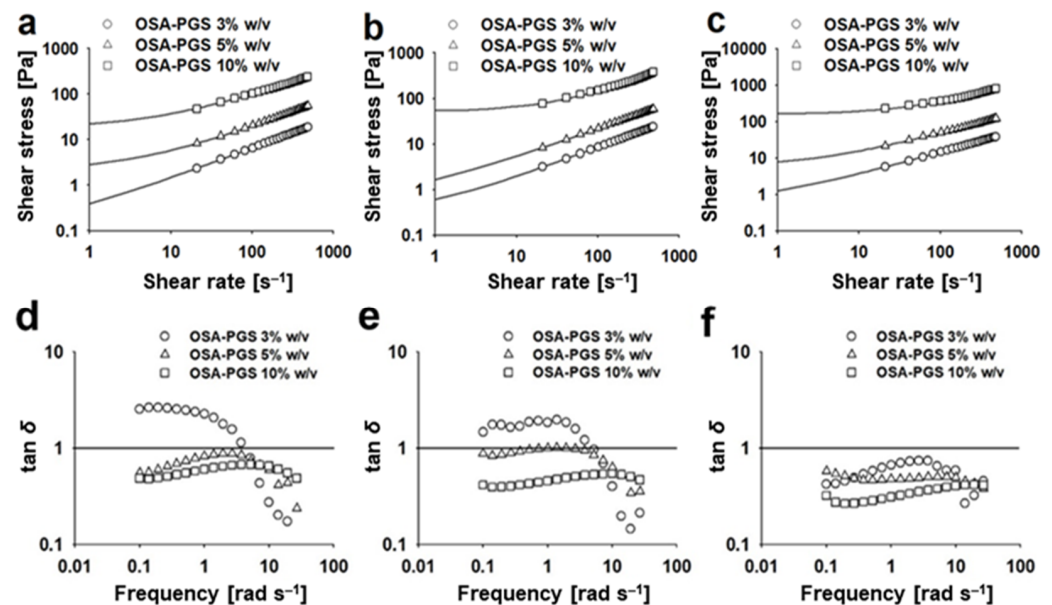 a
OSA-PGS 3% w/v
OSA-PGS 5% w/v
OSA-PGS 10% w/v
Shear stress [Pa]
1000
100
10
1
0.1
1 10 100 1000
Shear rate [s⁻¹]
b
OSA-PGS 3% w/v
OSA-PGS 5% w/v
OSA-PGS 10% w/v
Shear stress [Pa]
1000
100
10
1
0.1
1 10 100 1000
Shear rate [s⁻¹]
c
OSA-PGS 3% w/v
OSA-PGS 5% w/v
OSA-PGS 10% w/v
Shear stress [Pa]
10000
1000
100
10
1
0.1
1 10 100 1000
Shear rate [s⁻¹]
d
OSA-PGS 3% w/v
OSA-PGS 5% w/v
OSA-PGS 10% w/v
tan δ
10
1
0.1
0.01 0.1 1 10 100
Frequency [rad s⁻¹]
e
OSA-PGS 3% w/v
OSA-PGS 5% w/v
OSA-PGS 10% w/v
tan δ
10
1
0.1
0.01 0.1 1 10 100
Frequency [rad s⁻¹]
f
OSA-PGS 3% w/v
OSA-PGS 5% w/v
OSA-PGS 10% w/v
tan δ
10
1
0.1
0.01 0.1 1 10 100
Frequency [rad s⁻¹]